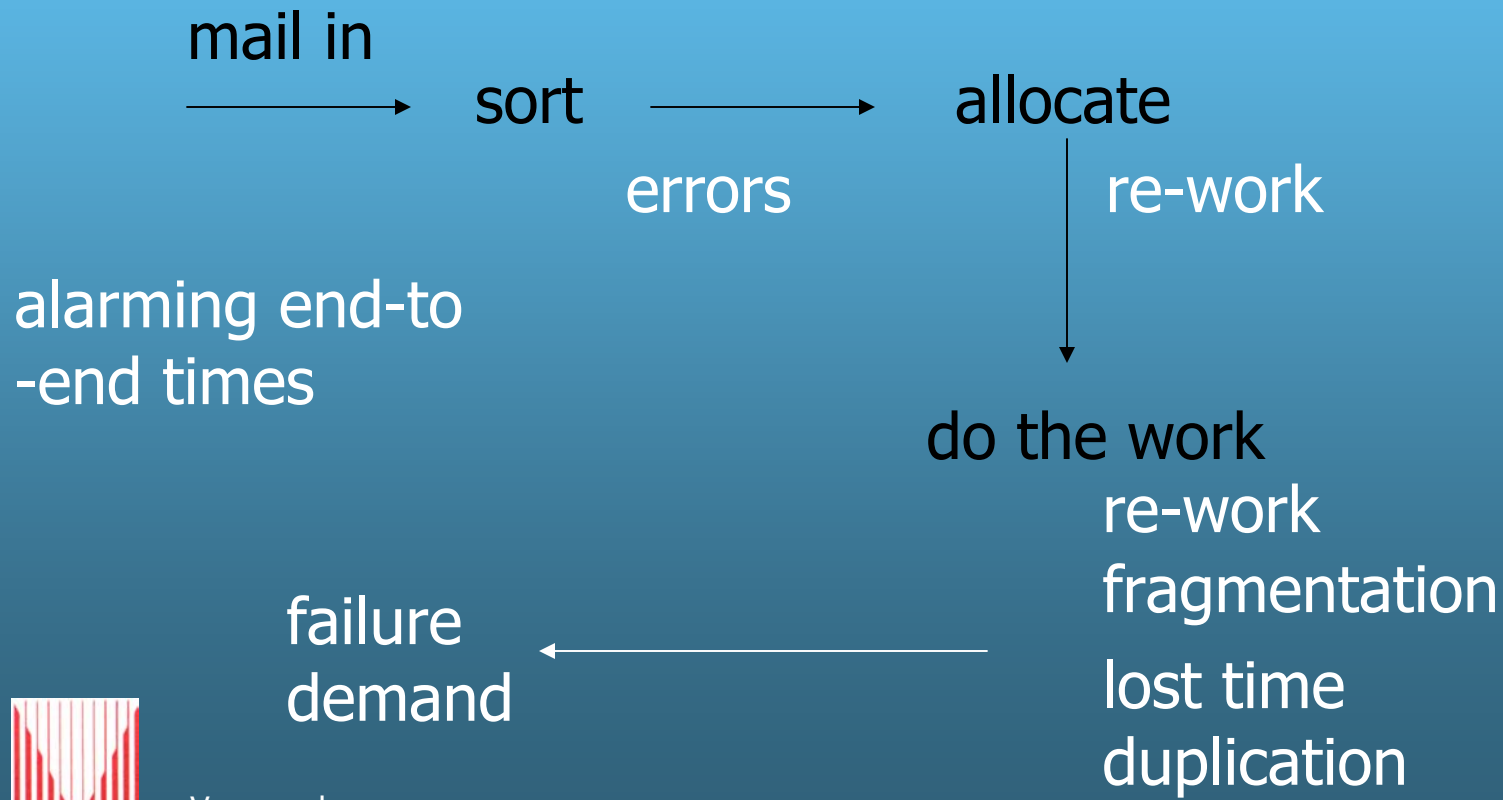 mail in
sort
allocate
errors
re-work
alarming end-to
-end times
do the work
re-work
fragmentation
failure
demand
lost time
duplication